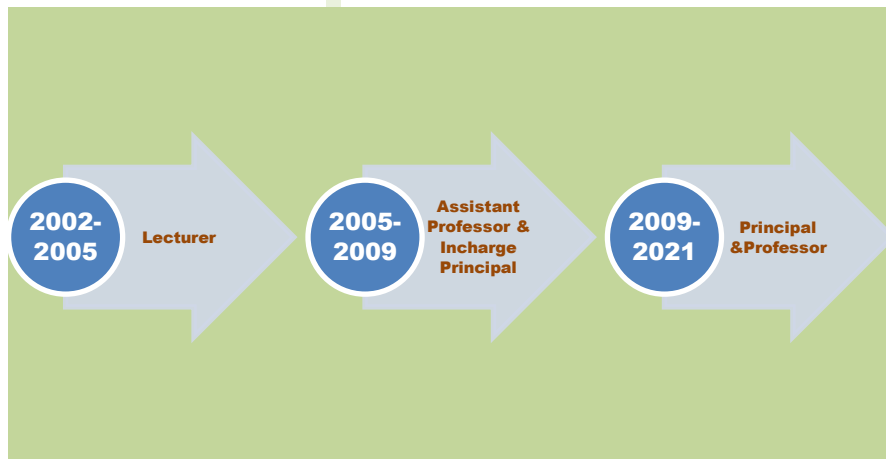 2002-
2005
Lecturer
2005-
2009
Assistant
Professor &
Incharge
Principal
2009-
2021
Principal
&Professor